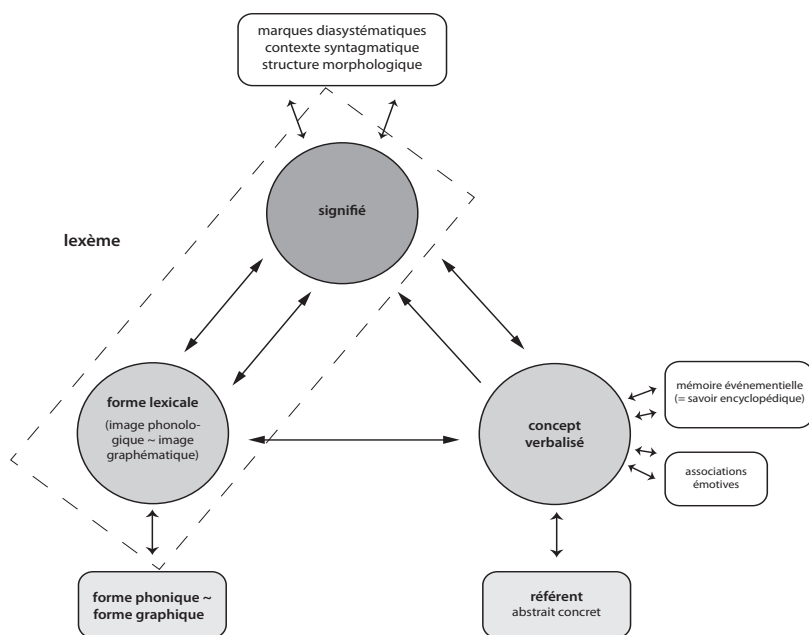 marques diasystématiques
contexte syntagmatique
structure morphologique
signifié
lexème
forme lexicale
(image phonolo-
gique ~ image
graphématique)
concept
verbalisé
mémoire événementielle
(= savoir encyclopédique)
associations
émotives
forme phonique ~
forme graphique
référent
abstrait concret